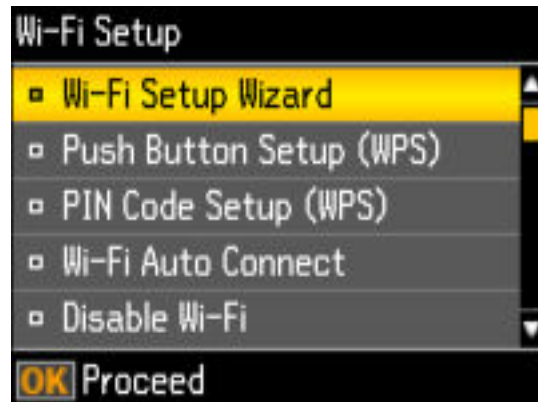 Wi-Fi Setup
Wi-Fi Setup Wizard
Push Button Setup (WPS)
PIN Code Setup (WPS)
Wi-Fi Auto Connect
Disable Wi-Fi
OK Proceed